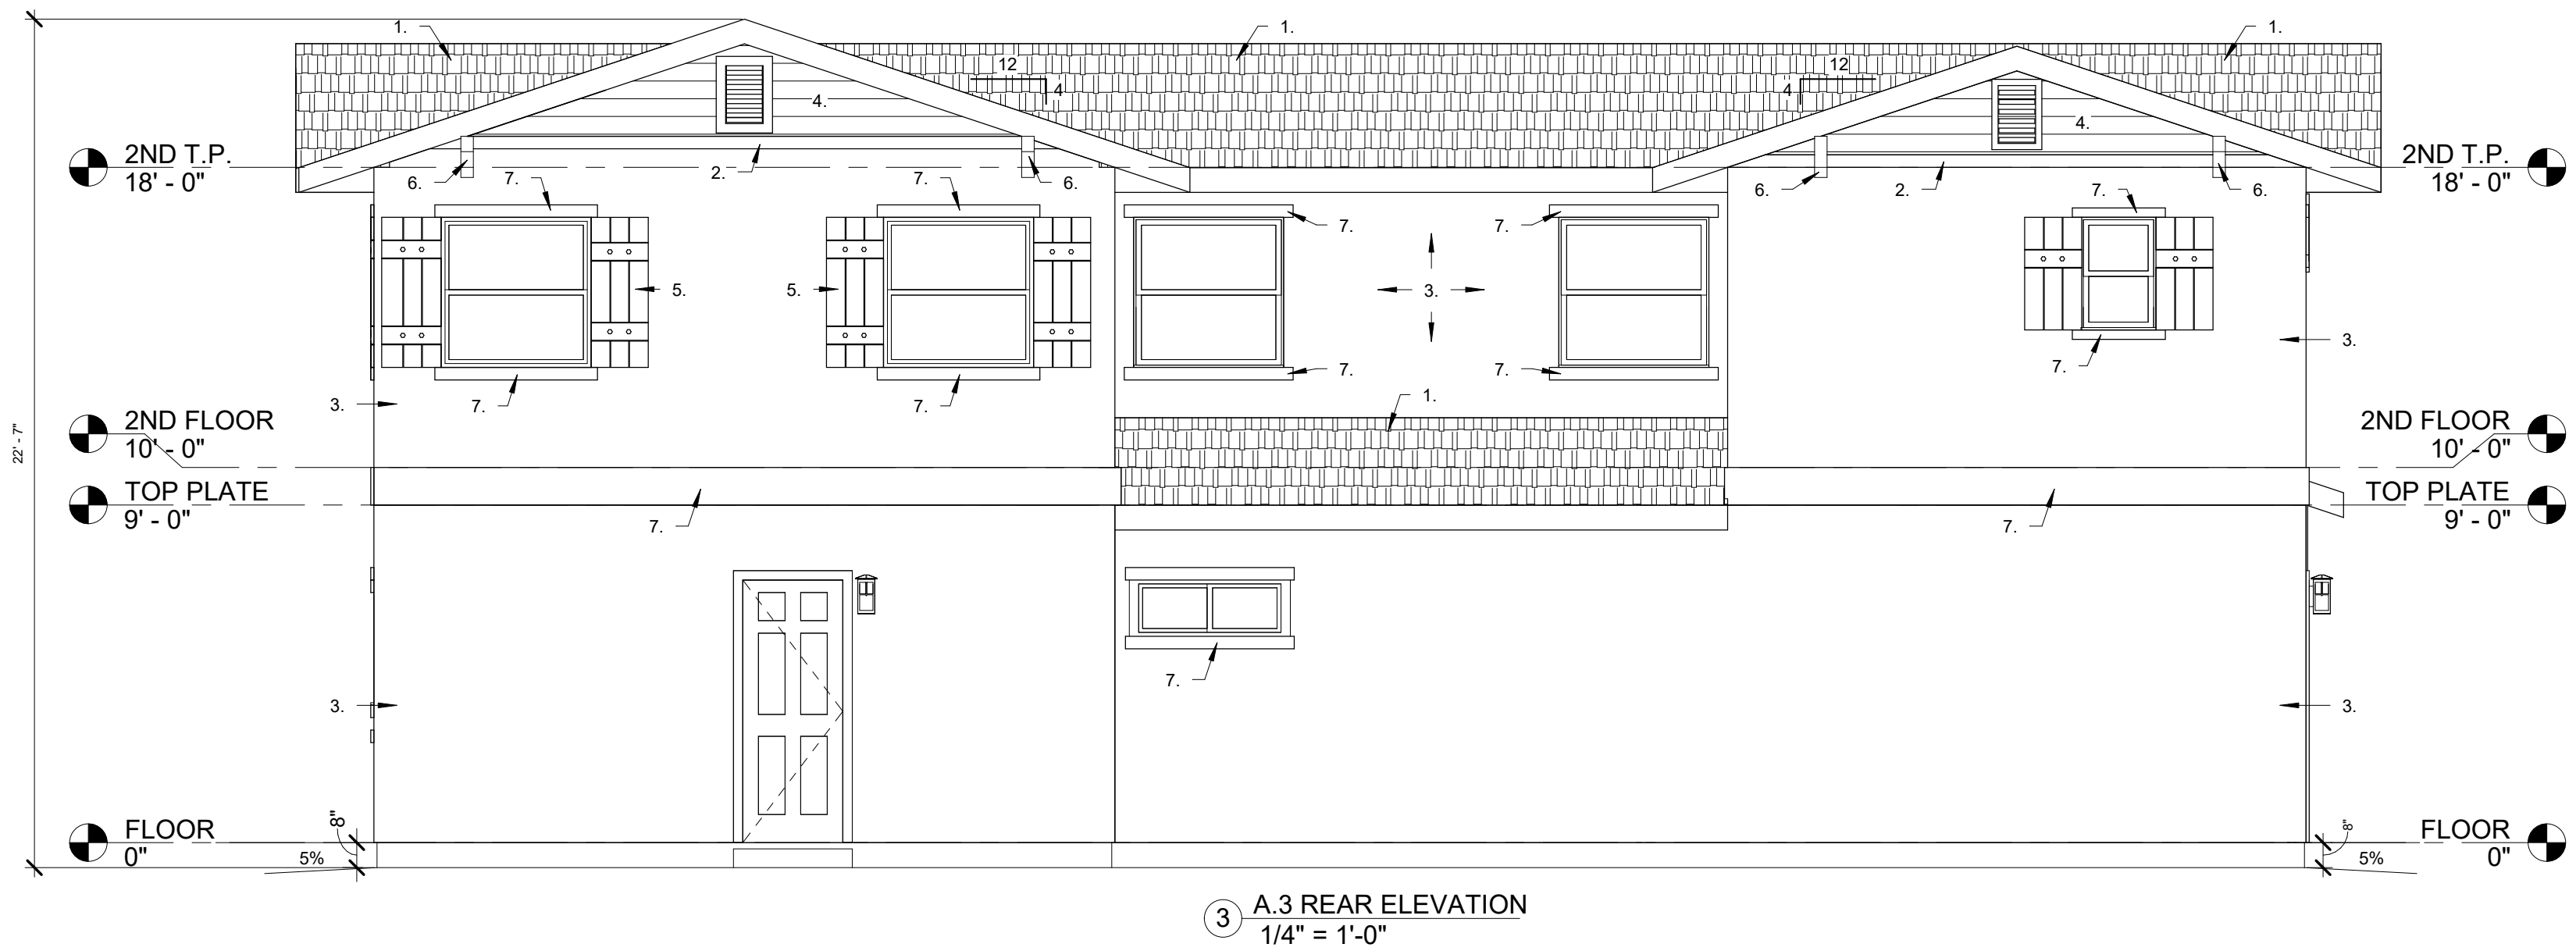 1.
1.
1.
12
4
12
4
4.
4.
2ND T.P.
18' - 0"
2ND T.P.
18' - 0"
6.
7.
2.
7.
6.
6.
2.
7.
6.
7.
7.
5.
5.
3.
3.
7.
7.
7.
7.
7.
3.
1.
2ND FLOOR
10' - 0"
2ND FLOOR
10' - 0"
22' - 7"
TOP PLATE
9' - 0"
TOP PLATE
9' - 0"
7.
7.
7.
3.
3.
FLOOR
0"
8"
5%
FLOOR
0"
8"
5%
3
A.3 REAR ELEVATION
1/4" = 1'-0"